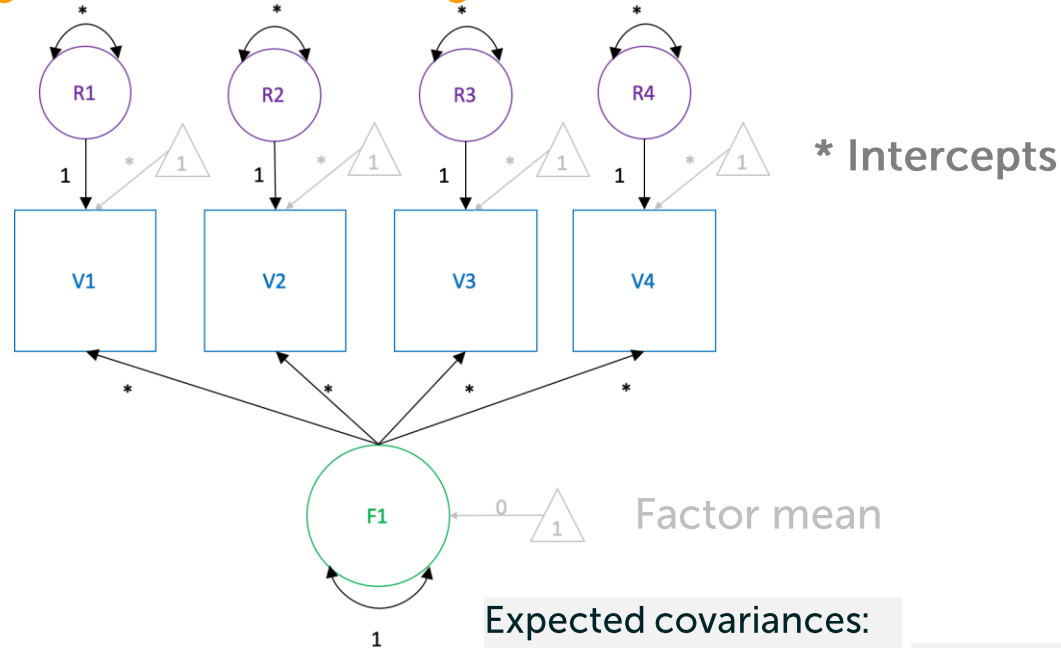 * * * *
R1 R2 R3 R4
* 1 * 1 * 1 * 1
1 1 1 1
* Intercepts
V1 V2 V3 V4
* * * *
F1 0 1 Factor mean
1
Expected covariances: